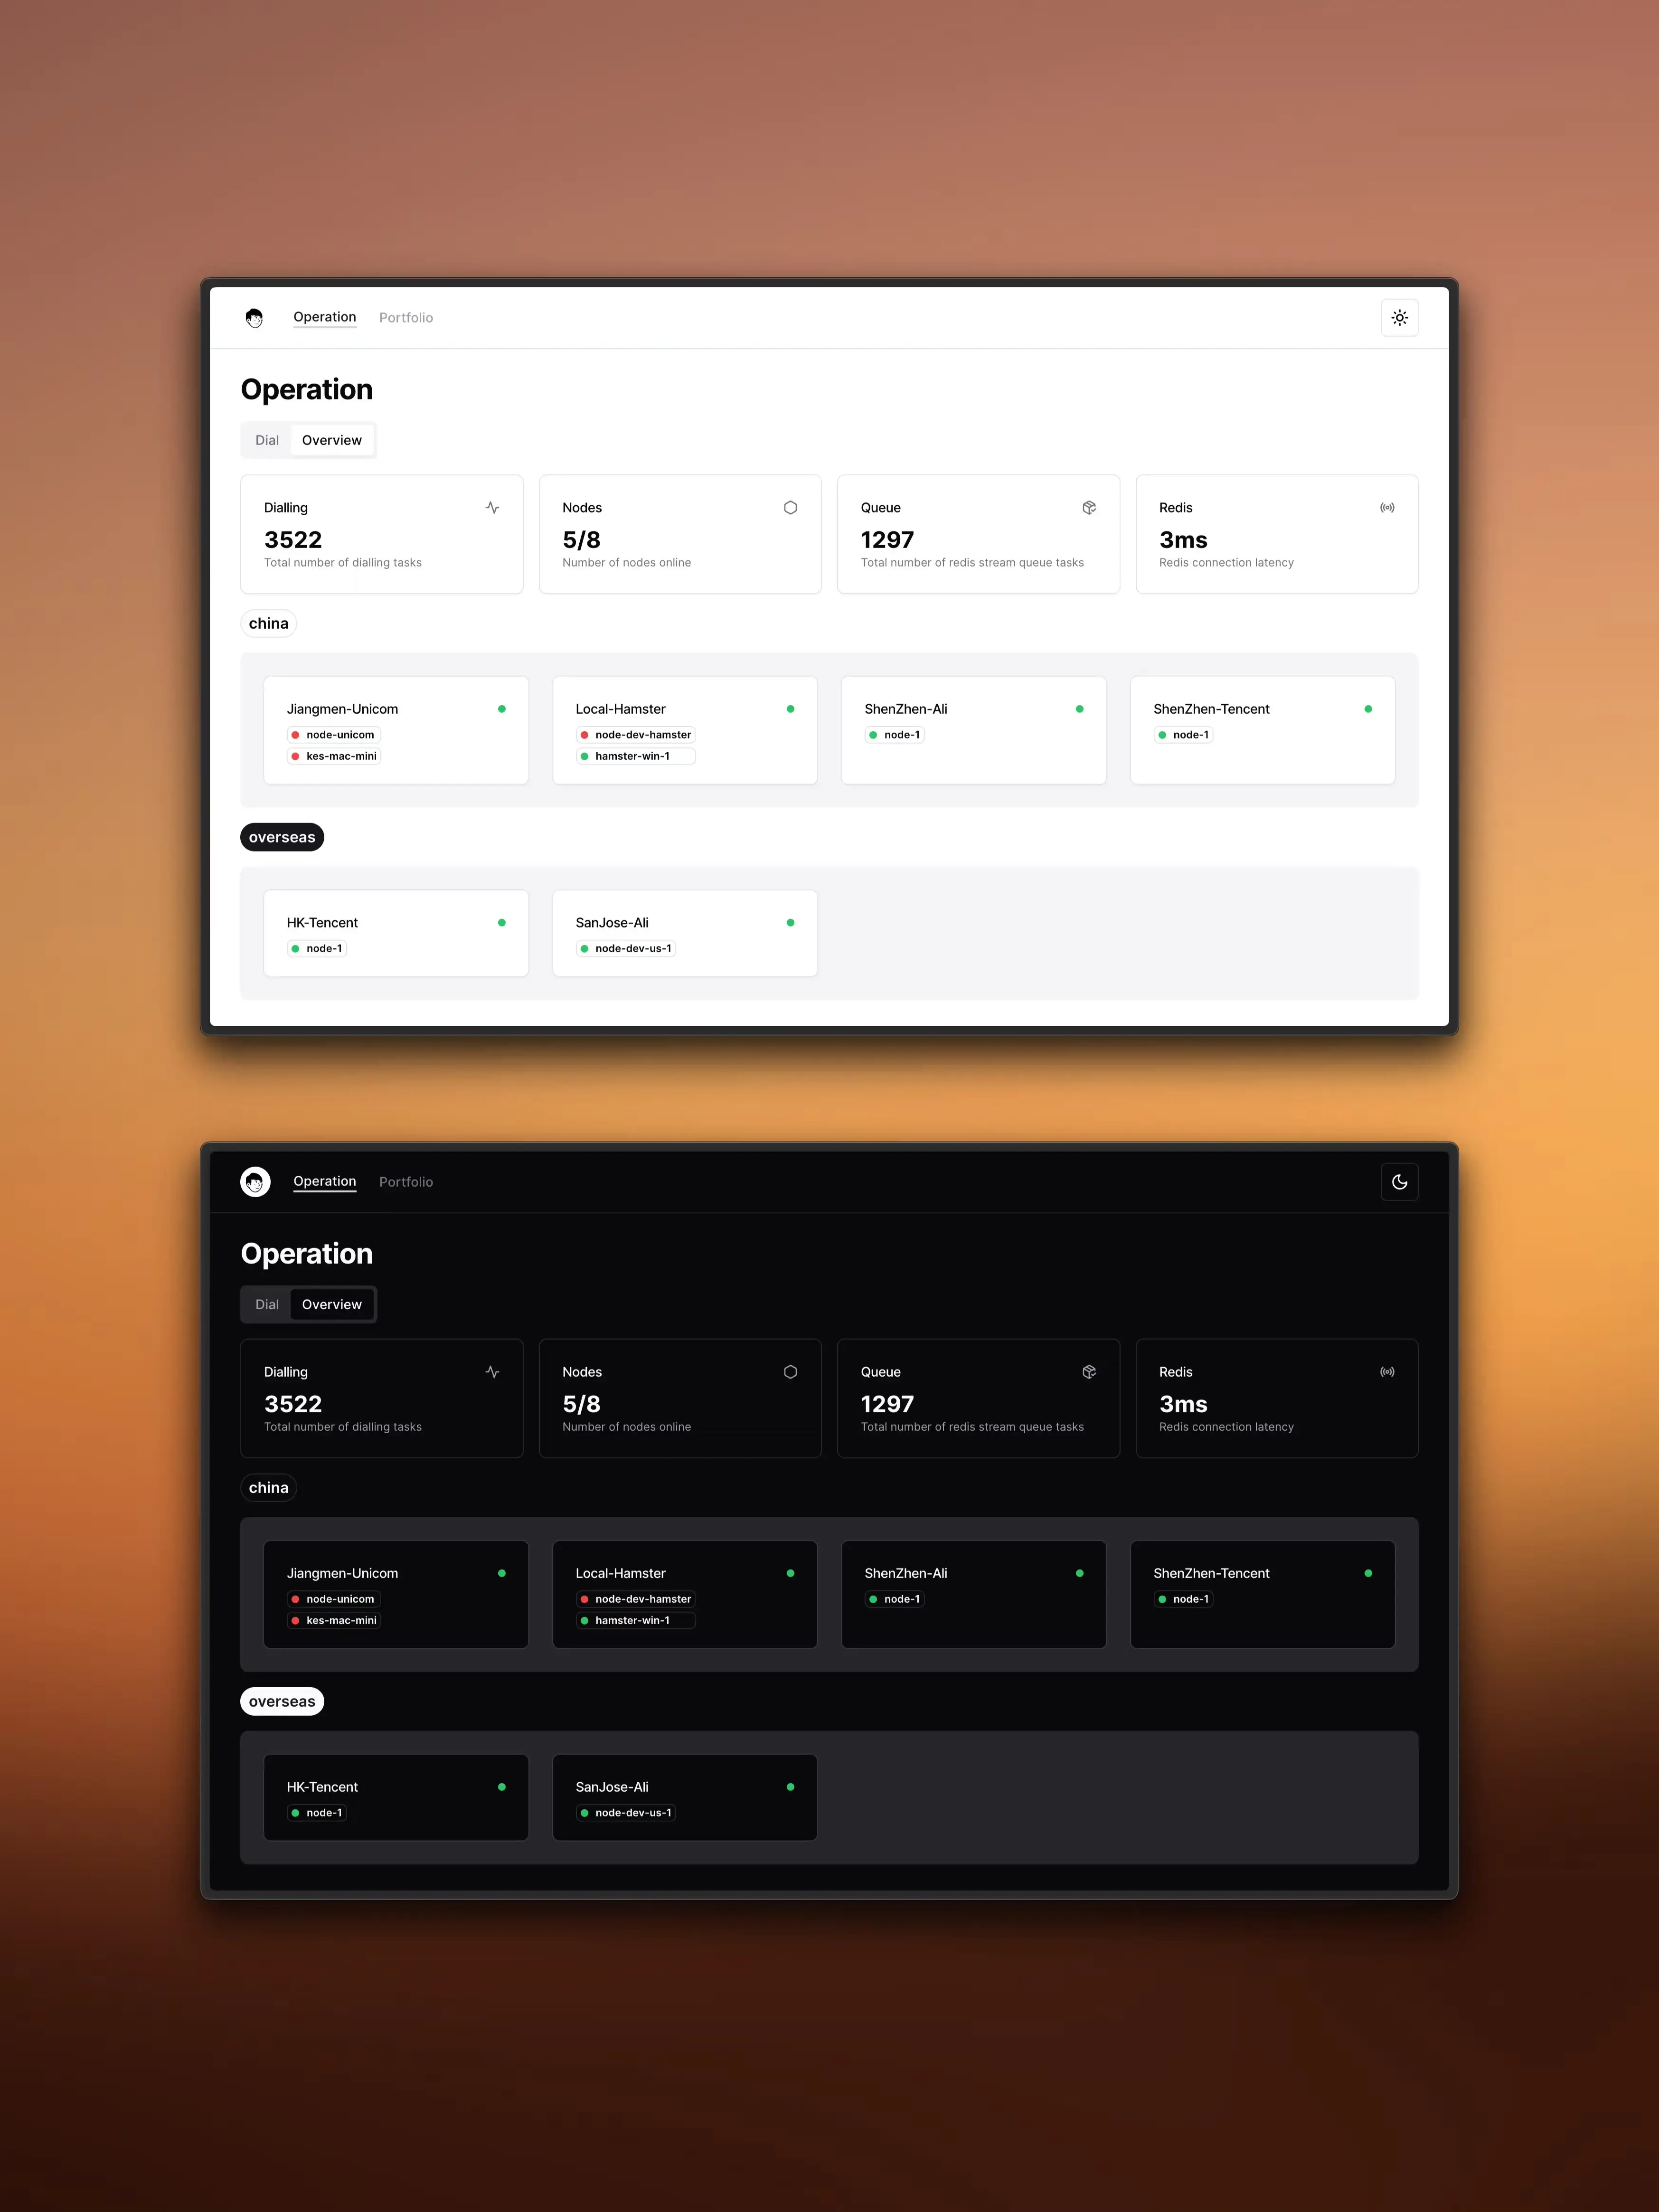 Operation Portfolio
Operation
Dial Overview
Dialling Nodes Queue Redis
3522 5/8 1297 3ms
Total number of dialling tasks Number of nodes online Total number of redis stream queue tasks Redis connection latency
china
Jiangmen-Unicom Local-Hamster ShenZhen-Ali ShenZhen-Tencent
node-unicom node-dev-hamster node-1 node-1
kes-mac-mini hamster-win-1
overseas
HK-Tencent SanJose-Ali
node-1 node-dev-us-1
Operation Portfolio
Operation
Dial Overview
Dialling Nodes Queue Redis
3522 5/8 1297 3ms
Total number of dialling tasks Number of nodes online Total number of redis stream queue tasks Redis connection latency
china
Jiangmen-Unicom Local-Hamster ShenZhen-Ali ShenZhen-Tencent
node-unicom node-dev-hamster node-1 node-1
kes-mac-mini hamster-win-1
overseas
HK-Tencent SanJose-Ali
node-1 node-dev-us-1